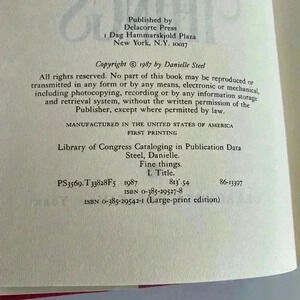 Published by
Delacorte Press
1 Dag Hammarskjold Plaza
New York, N.Y. 10017
Copyright © 1987 by Danielle Steel
All rights reserved. No part of this book may be reproduced or
transmitted in any form or by any means, electronic or mechanical,
including photocopying, recording or by any information storage
and retrieval system, without the written permission of the
Publisher, except where permitted by law.
MANUFACTURED IN THE UNITED STATES OF AMERICA
FIRST PRINTING
Library of Congress Cataloging in Publication Data
Steel, Danielle.
Fine things.
I. Title.
PS3569.T33828F5 1987 813'.54 86-13397
ISBN 0-385-29527-8
ISBN 0-385-29542-1 (Large-print edition)